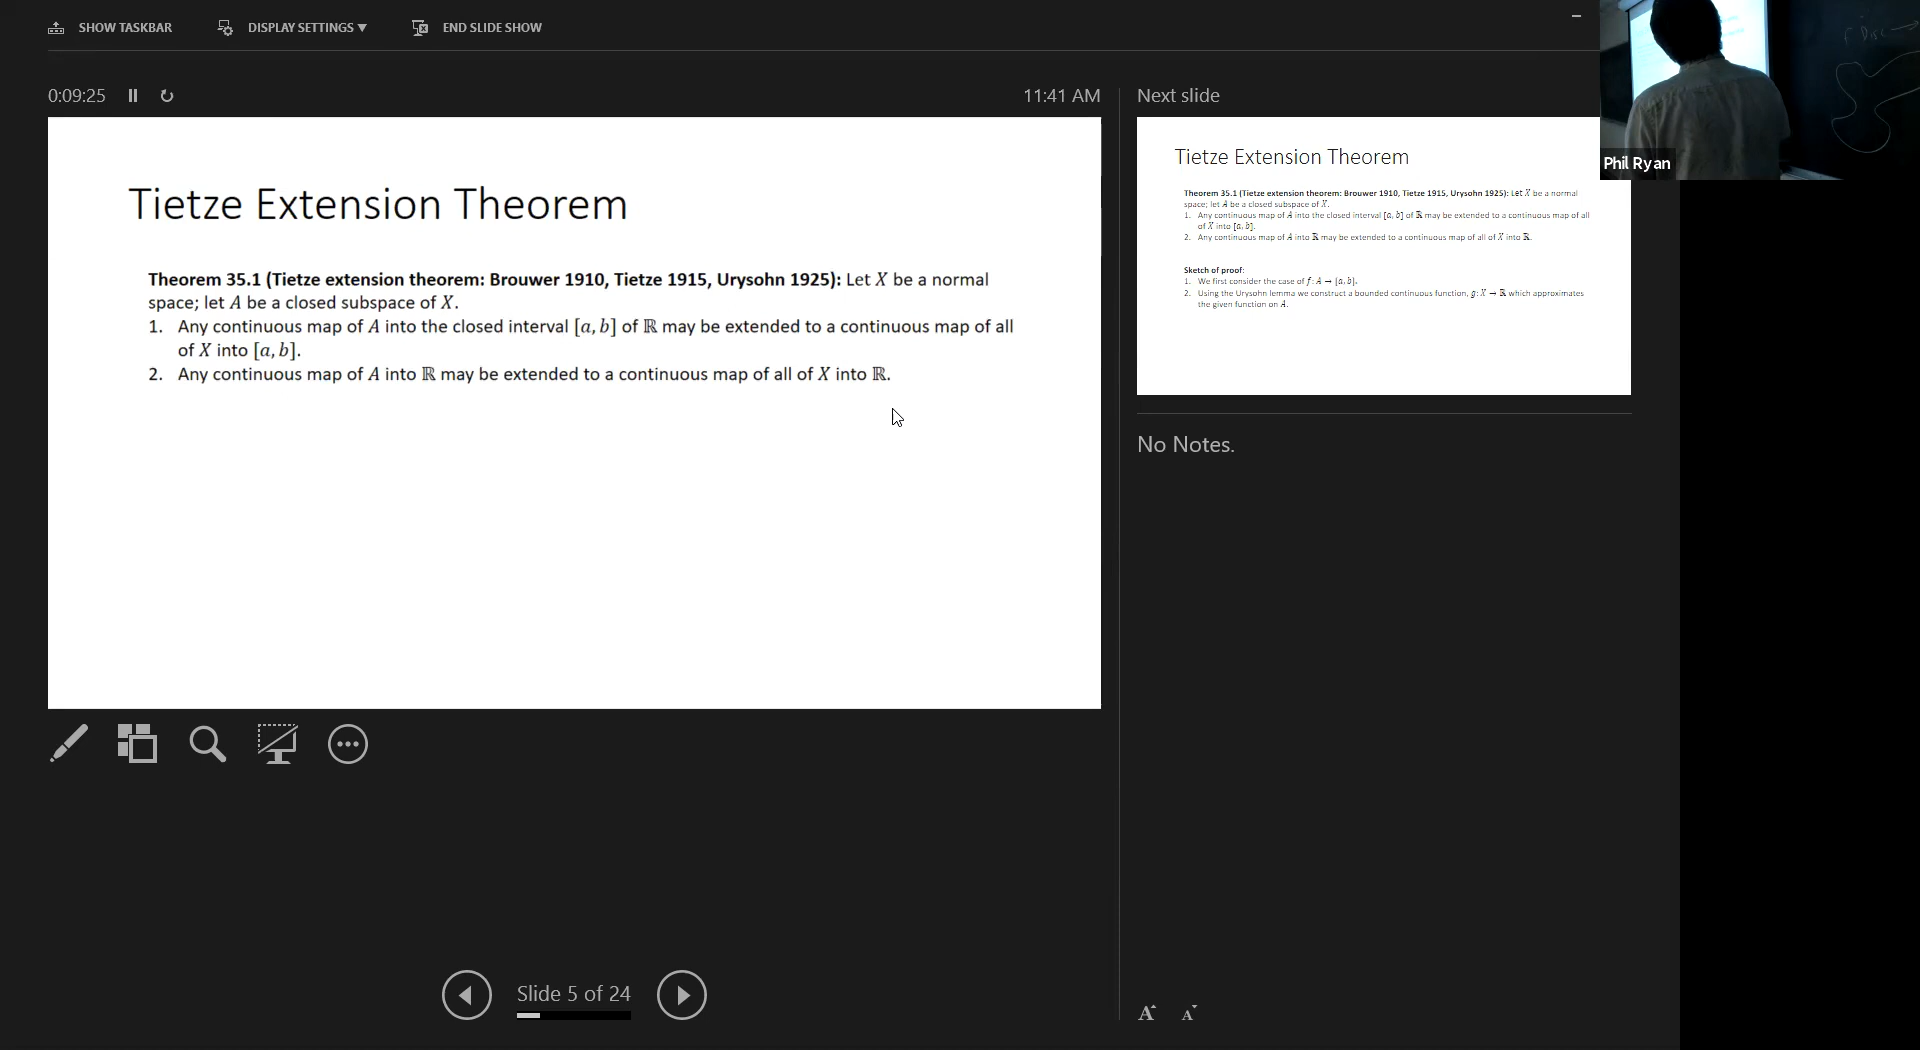 SHOW TASKBAR
DISPLAY SETTINGS ▼
END SLIDE SHOW
0:09:25
11:41 AM
Next slide
Tietze Extension Theorem
Theorem 35.1 (Tietze extension theorem: Brouwer 1910, Tietze 1915, Urysohn 1925): Let X be a normal
space; let A be a closed subspace of X.
1. Any continuous map of A into the closed interval [a, b] of ℝ may be extended to a continuous map of all
of X into [a, b].
2. Any continuous map of A into ℝ may be extended to a continuous map of all of X into ℝ.
Slide 5 of 24
Tietze Extension Theorem
Theorem 35.1 (Tietze extension theorem: Brouwer 1910, Tietze 1915, Urysohn 1925): Let X be a normal
space; let A be a closed subspace of X.
1. Any continuous map of A into the closed interval [a, b] of ℝ may be extended to a continuous map of all
of X into [a, b].
2. Any continuous map of A into ℝ may be extended to a continuous map of all of X into ℝ.
Sketch of proof:
1. We first consider the case of f: A → [a, b].
2. Using the Urysohn lemma we construct a bounded continuous function, g: X → ℝ which approximates
the given function on A.
No Notes.
A A
Phil Ryan